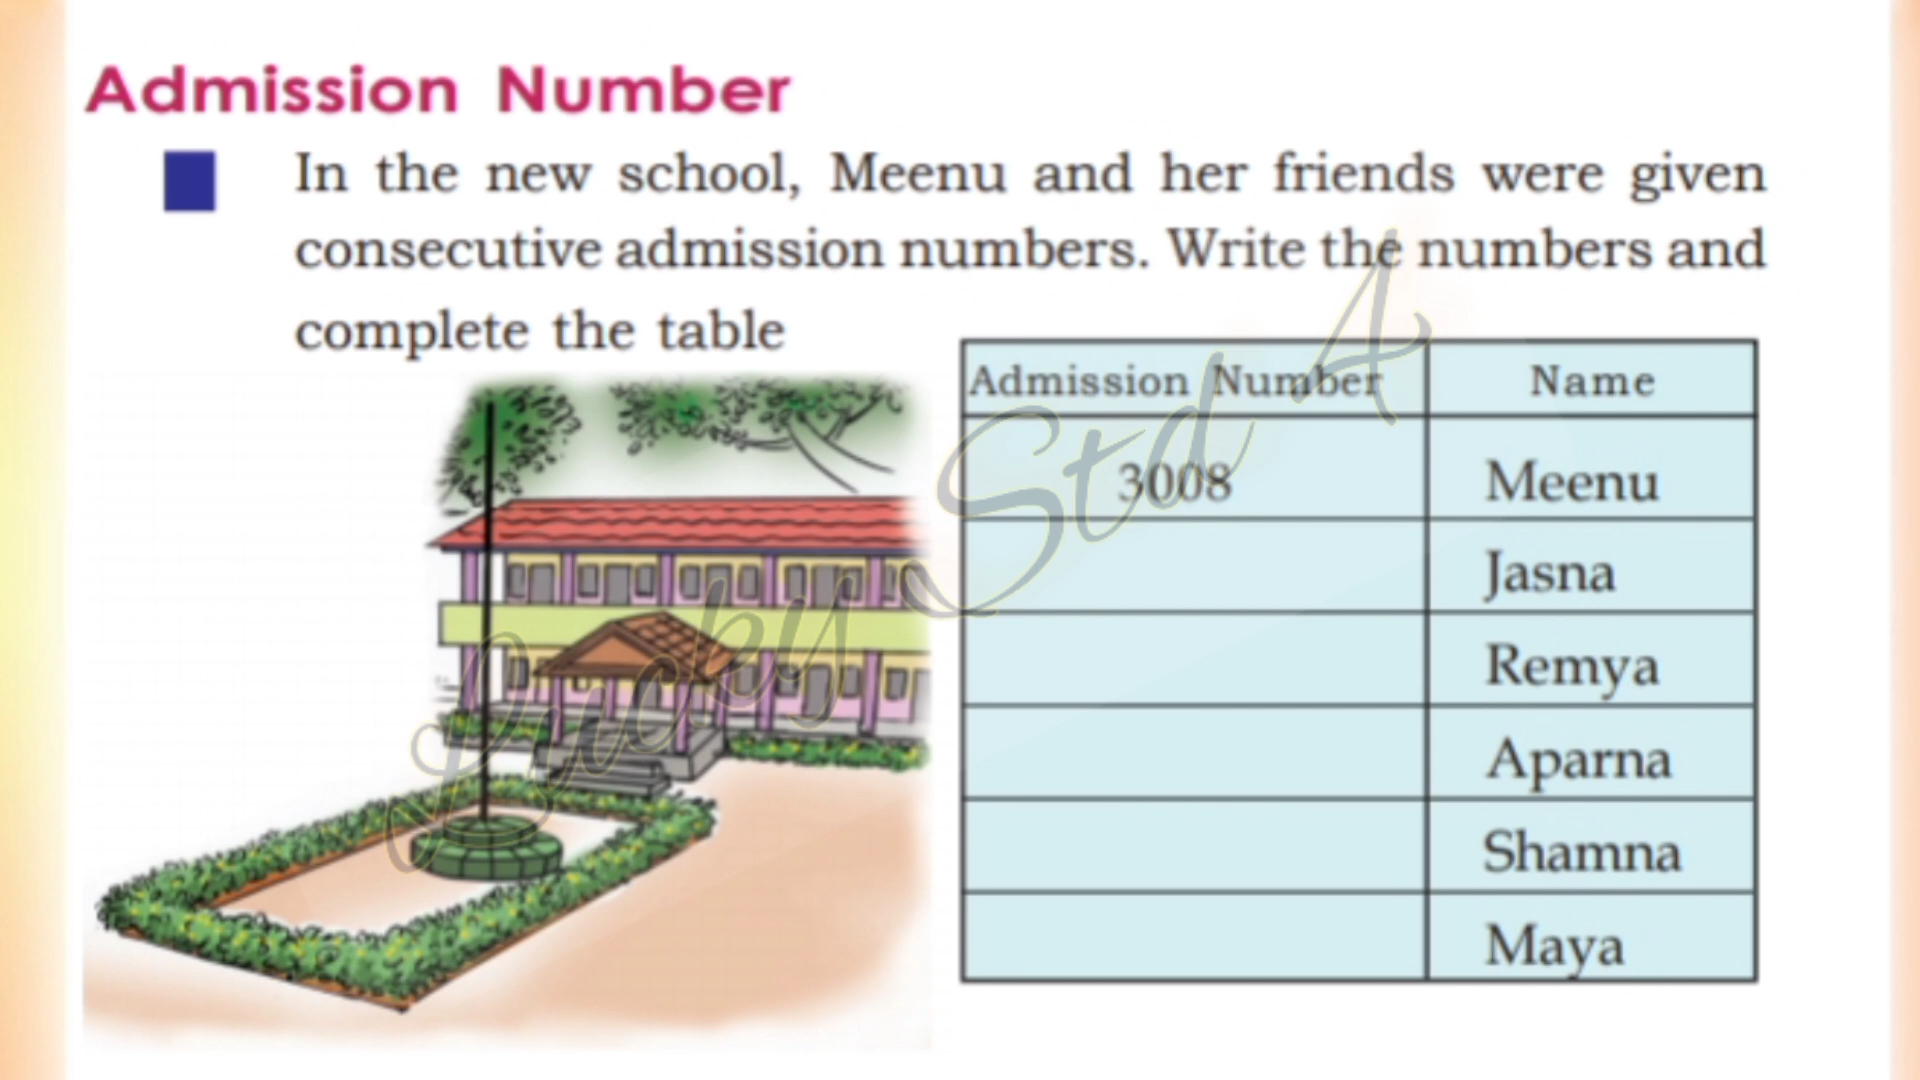 Admission Number
In the new school, Meenu and her friends were given
consecutive admission numbers. Write the numbers and
complete the table
Admission Number Name
3008 Meenu
Jasna
Remya
Aparna
Shamna
Maya
Lucky Std 4